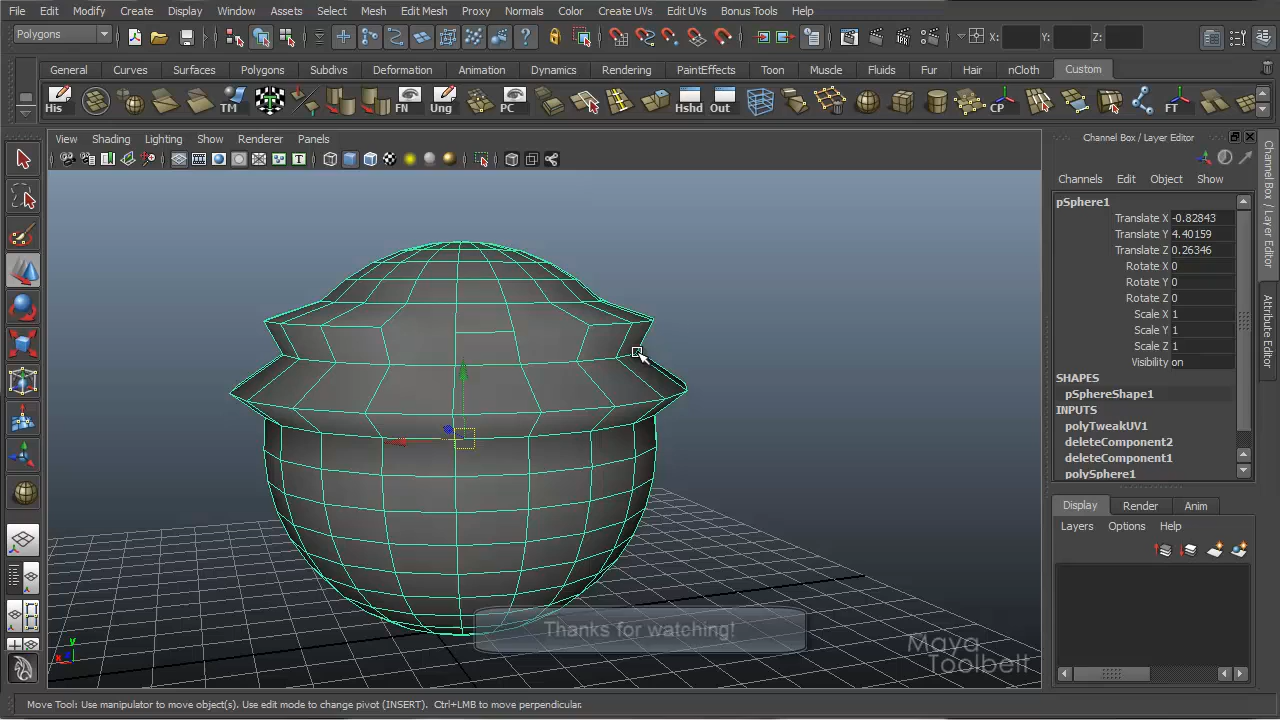 File Edit Modify Create Display Window Assets Select Mesh Edit Mesh Proxy Normals Color Create UVs Edit UVs Bonus Tools Help
Polygons X: Y: Z:
General Curves Surfaces Polygons Subdivs Deformation Animation Dynamics Rendering PaintEffects Toon Muscle Fluids Fur Hair nCloth Custom
His TM FN Ung PC Hshd Out CP FT
View Shading Lighting Show Renderer Panels
Channel Box / Layer Editor
Channels Edit Object Show
pSphere1
Translate X -0.82843
Translate Y 4.40159
Translate Z 0.26346
Rotate X 0
Rotate Y 0
Rotate Z 0
Scale X 1
Scale Y 1
Scale Z 1
Visibility on
SHAPES
pSphereShape1
INPUTS
polyTweakUV1
deleteComponent2
deleteComponent1
polySphere1
Display Render Anim
Layers Options Help
Channel Box / Layer Editor
Attribute Editor
Thanks for watching!
Maya
Toolbelt
y
x
Move Tool: Use manipulator to move object(s). Use edit mode to change pivot (INSERT). Ctrl+LMB to move perpendicular.